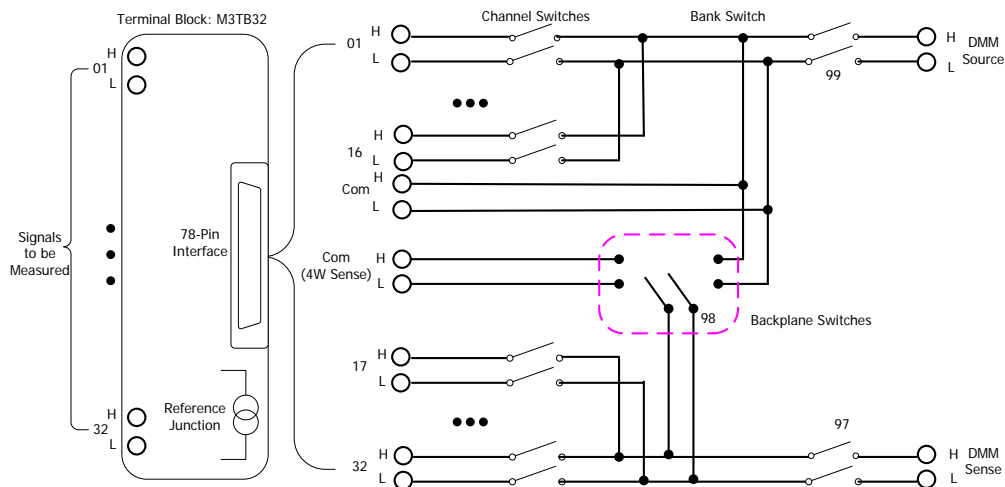 Terminal Block: M3TB32
Channel Switches
Bank Switch
H
01
L
Signals
to be
Measured
78-Pin
Interface
Reference
Junction
H
32
L
H
01
L
H
16
L
H
Com
L
Com
(4W Sense)
H
L
H
17
L
H
32
L
99
H
L
DMM
Source
98
Backplane Switches
97
H
L
DMM
Sense